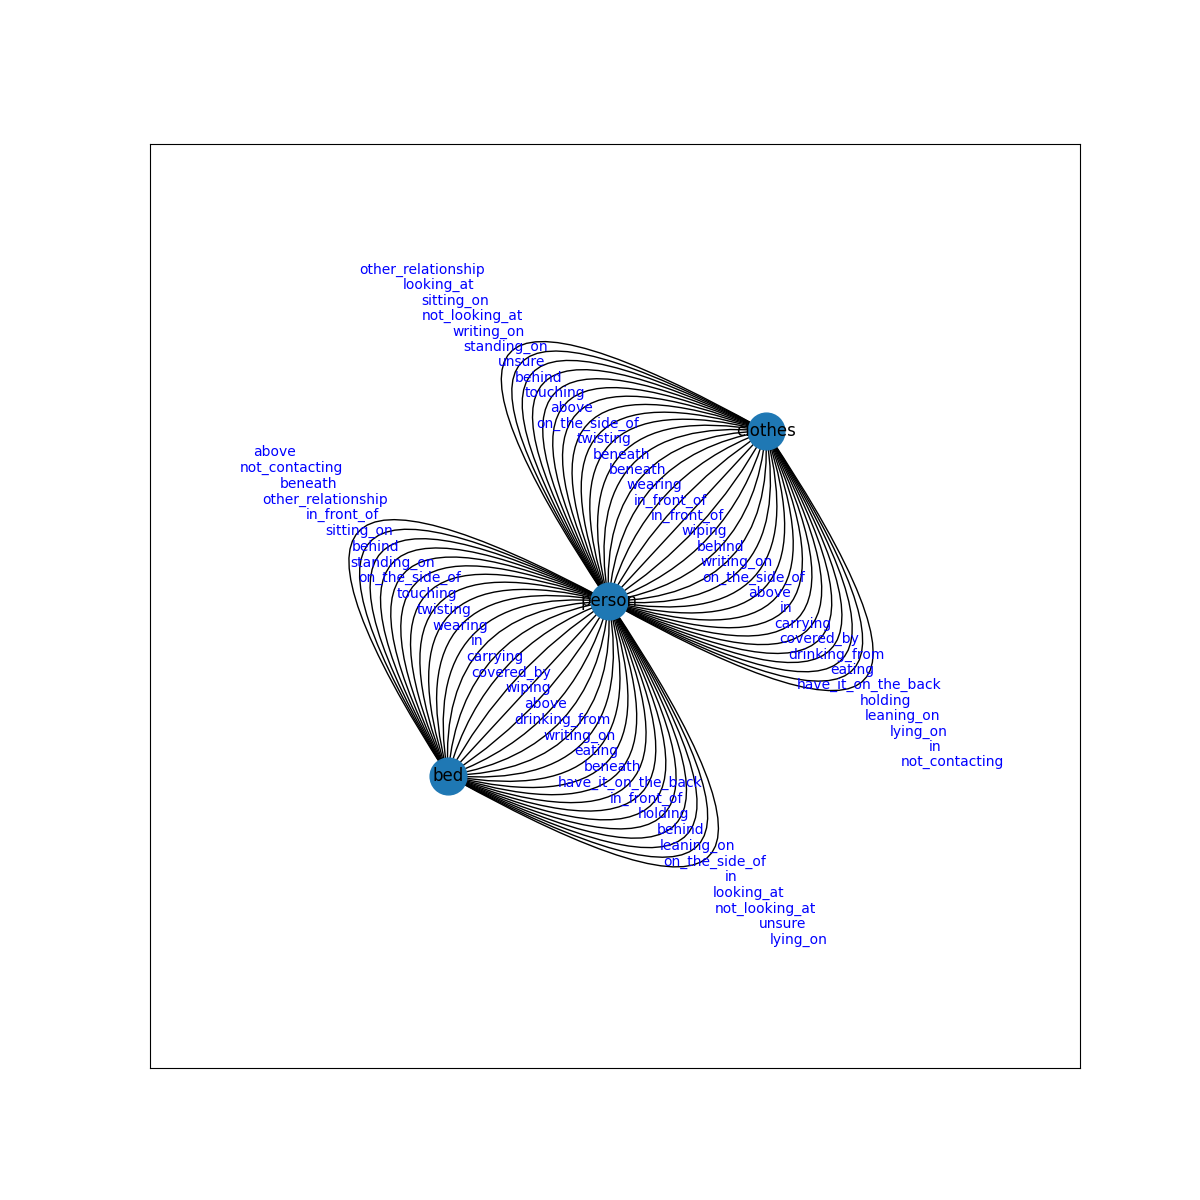 other_relationship
looking_at
sitting_on
not_looking_at
writing_on
standing_on
unsure
behind
touching
above
on_the_side_of
twisting
beneath
beneath
wearing
in_front_of
in_front_of
wiping
behind
writing_on
on_the_side_of
above
in
carrying
covered_by
drinking_from
eating
have_it_on_the_back
holding
leaning_on
lying_on
in
not_contacting
clothes
person
above
not_contacting
beneath
other_relationship
in_front_of
sitting_on
behind
standing_on
on_the_side_of
touching
twisting
wearing
in
carrying
covered_by
wiping
above
drinking_from
writing_on
eating
beneath
have_it_on_the_back
in_front_of
holding
behind
leaning_on
on_the_side_of
in
looking_at
not_looking_at
unsure
lying_on
bed